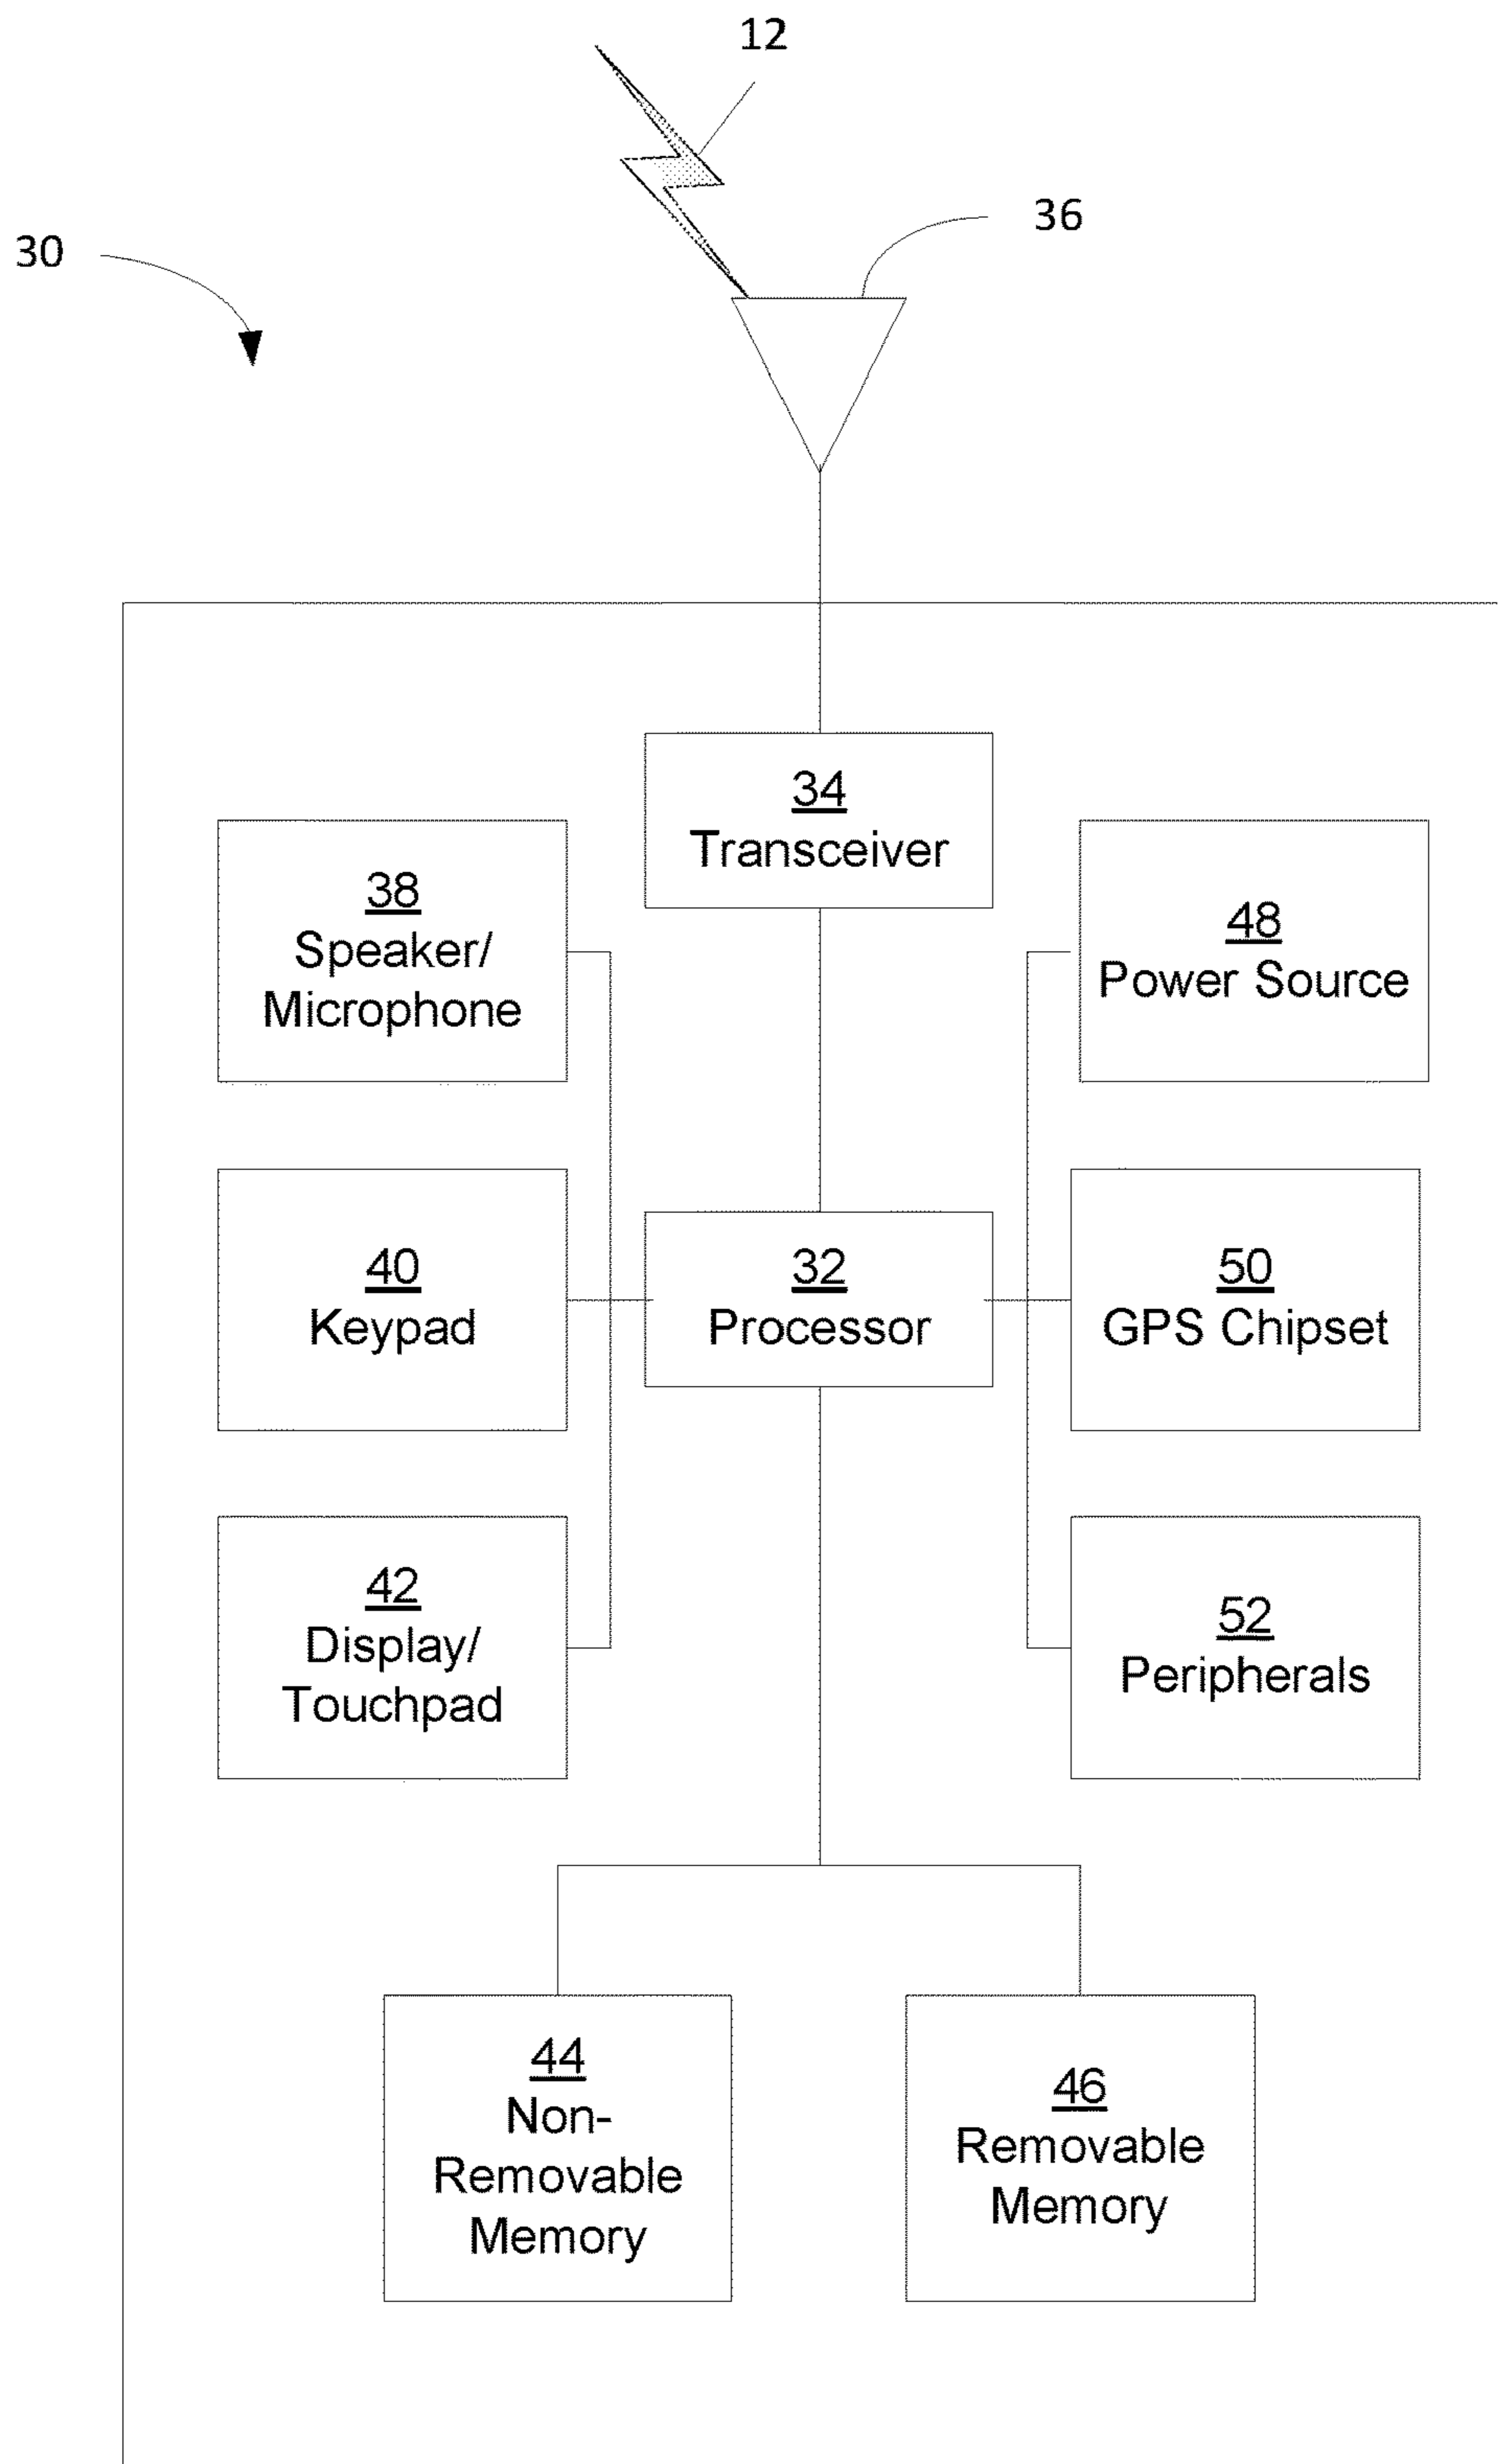 12
36
30
34
Transceiver
38
Speaker/
Microphone
48
Power Source
40
Keypad
32
Processor
50
GPS Chipset
42
Display/
Touchpad
52
Peripherals
44
Non-
Removable
Memory
46
Removable
Memory